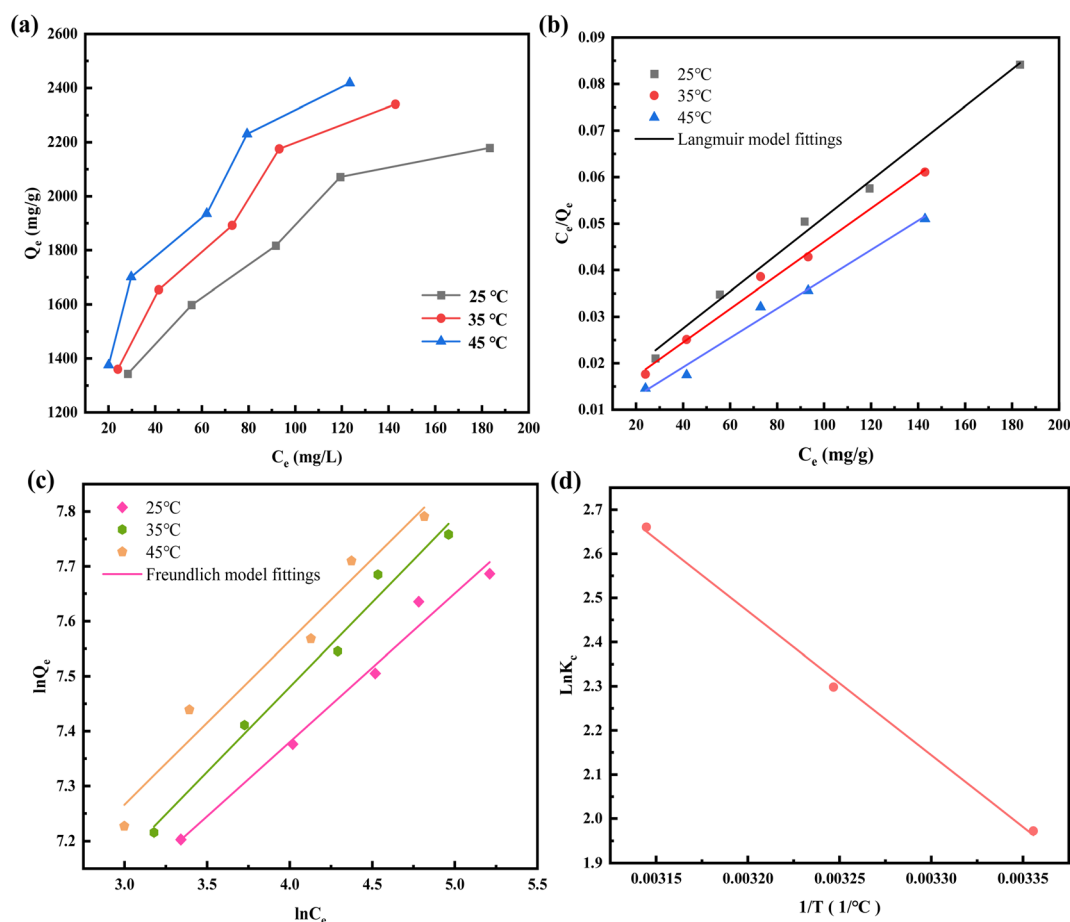 (a)
2600
2400
2200
2000
1800
1600
1400
1200
Qe (mg/g)
25 ℃
35 ℃
45 ℃
20 40 60 80 100 120 140 160 180 200
Ce (mg/L)
(b)
0.09
0.08
0.07
0.06
0.05
0.04
0.03
0.02
0.01
Ce/Qe
25℃
35℃
45℃
Langmuir model fittings
20 40 60 80 100 120 140 160 180 200
Ce (mg/g)
(c)
7.8
7.7
7.6
7.5
7.4
7.3
7.2
lnQe
25℃
35℃
45℃
Freundlich model fittings
3.0 3.5 4.0 4.5 5.0 5.5
lnCe
(d)
2.7
2.6
2.5
2.4
2.3
2.2
2.1
2.0
1.9
LnKc
0.00315 0.00320 0.00325 0.00330 0.00335
1/T ( 1/℃)